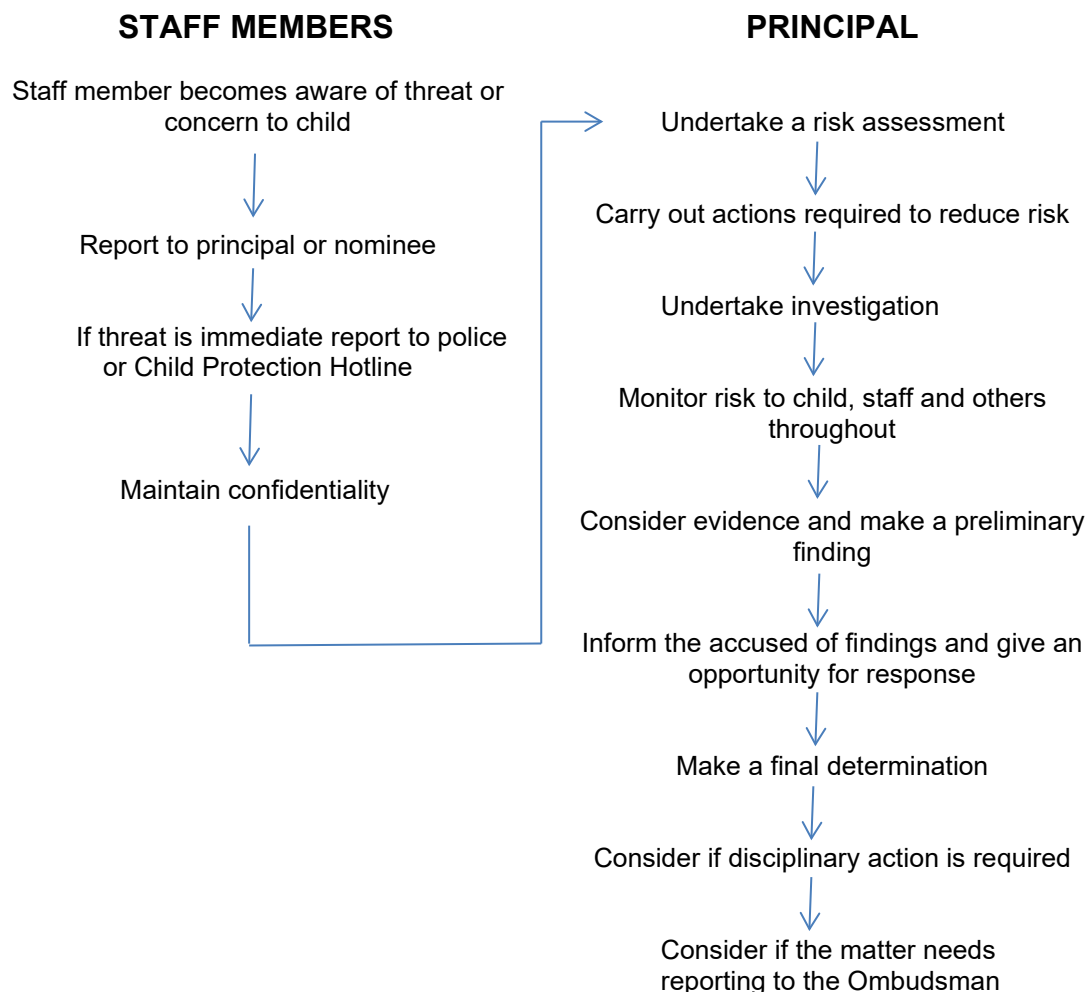 STAFF MEMBERS
Staff member becomes aware of threat or
concern to child
Report to principal or nominee
If threat is immediate report to police
or Child Protection Hotline
Maintain confidentiality
PRINCIPAL
Undertake a risk assessment
Carry out actions required to reduce risk
Undertake investigation
Monitor risk to child, staff and others
throughout
Consider evidence and make a preliminary
finding
Inform the accused of findings and give an
opportunity for response
Make a final determination
Consider if disciplinary action is required
Consider if the matter needs
reporting to the Ombudsman